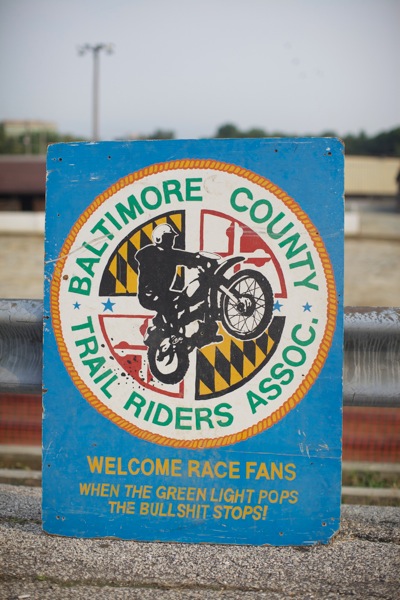 BALTIMORE COUNTY
TRAIL RIDERS ASSOC.
WELCOME RACE FANS
WHEN THE GREEN LIGHT POPS
THE BULLSHIT STOPS!